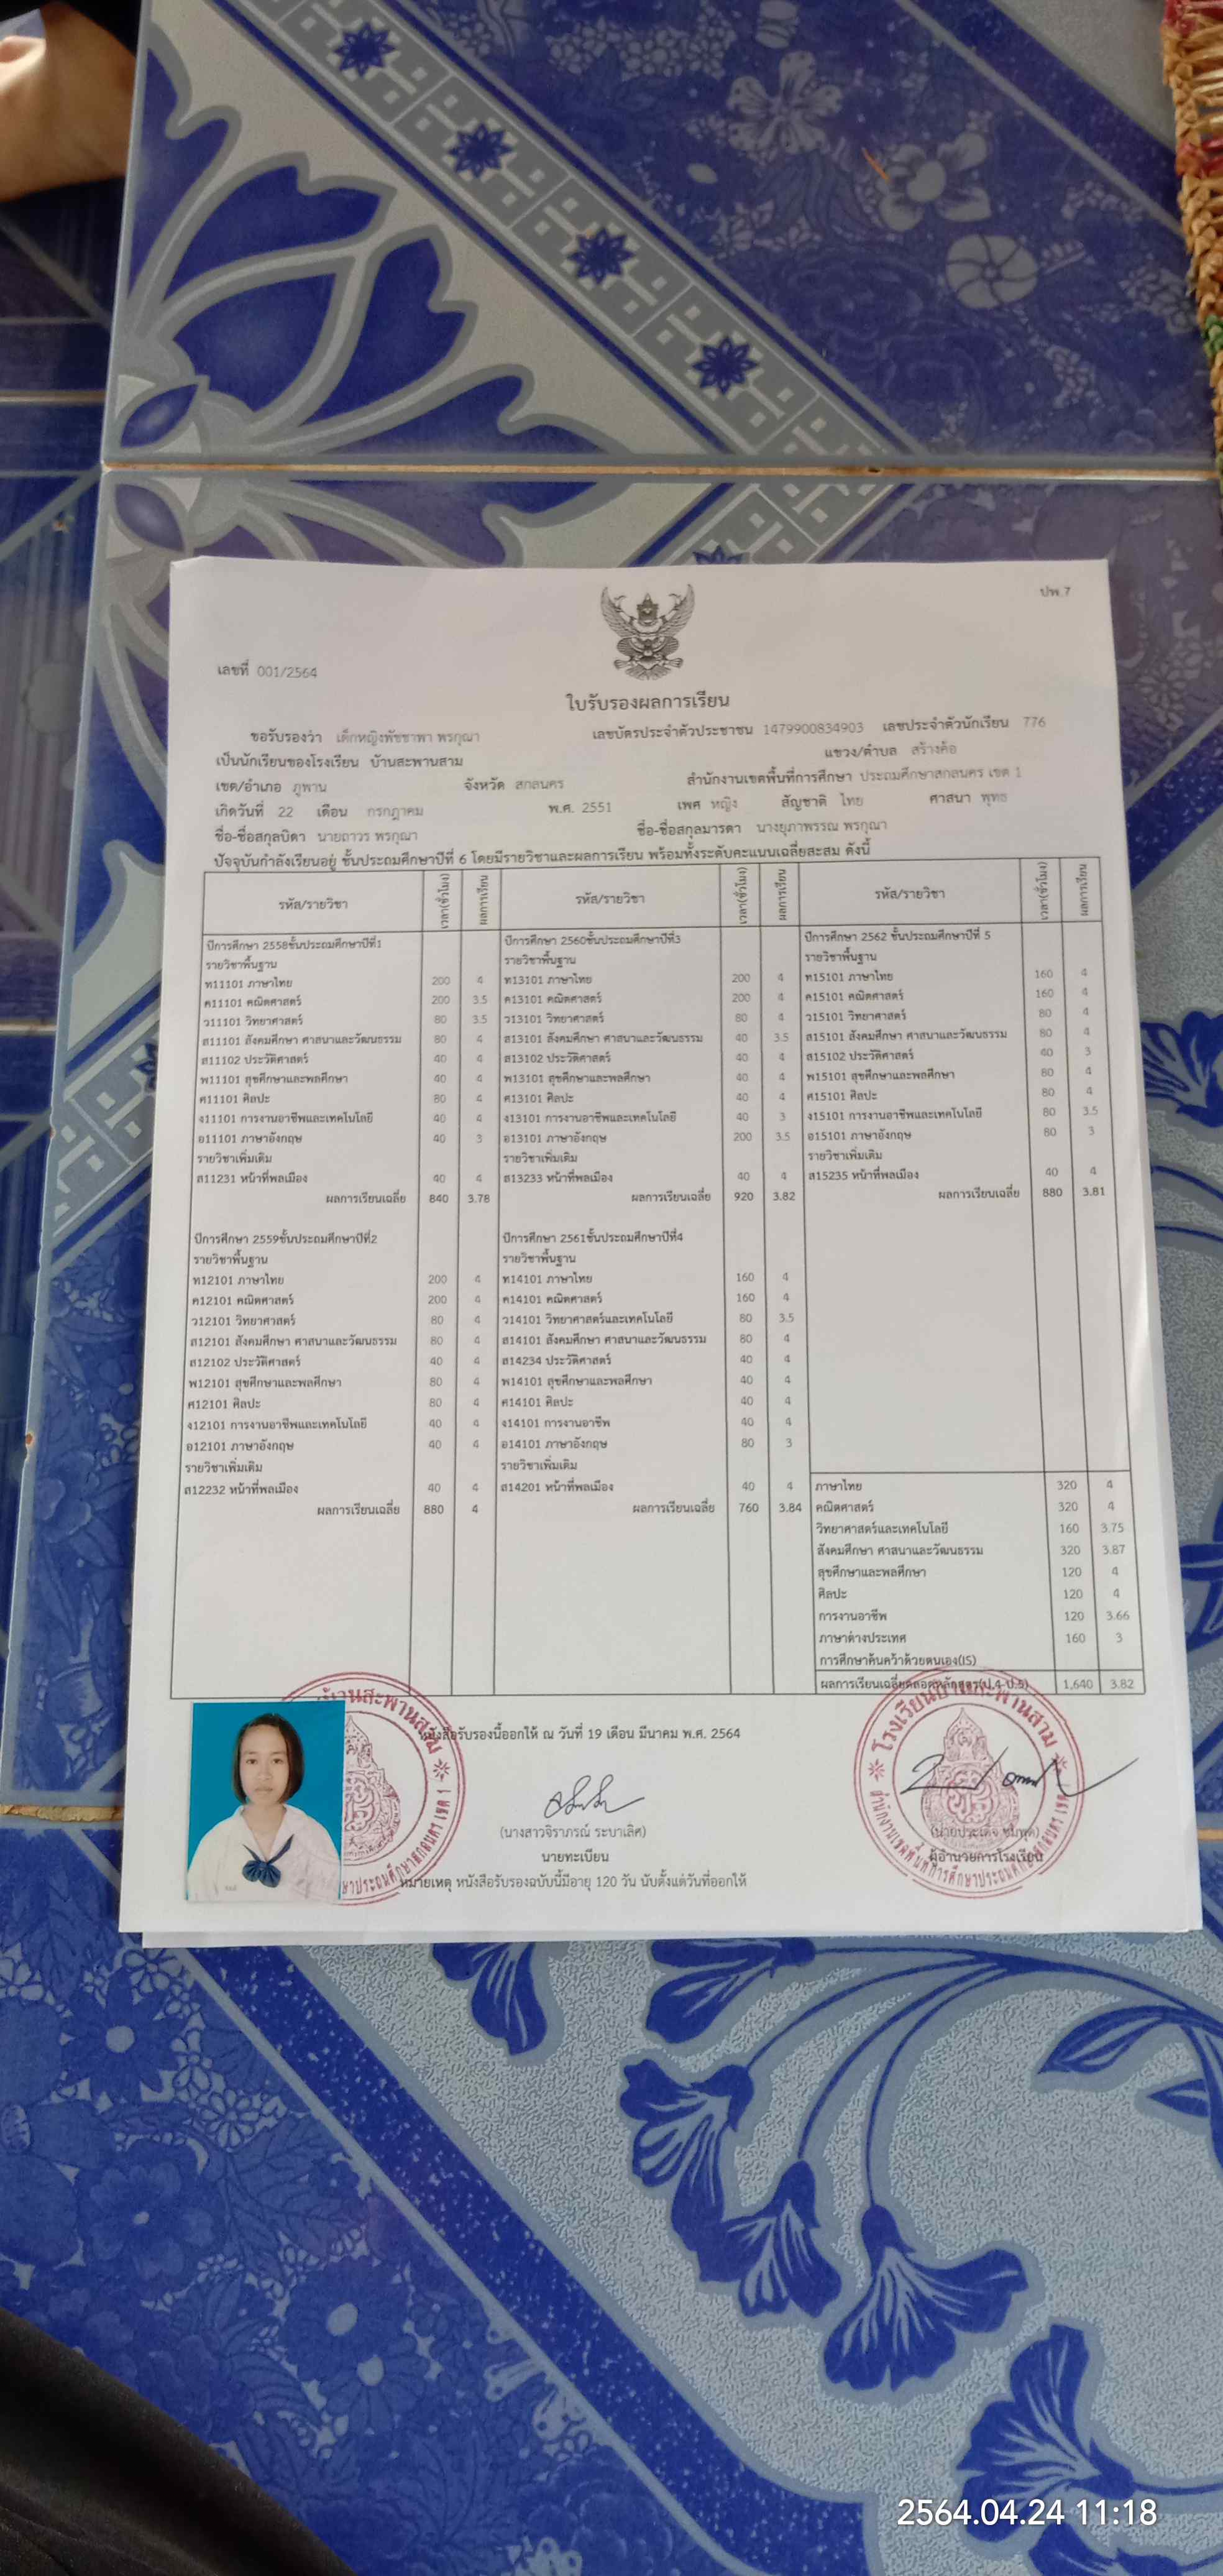 ปพ.7
เลขที่ 001/2564
ใบรับรองผลการเรียน
ขอรับรองว่า เด็กหญิงพัชชาพา พรกุณา เลขบัตรประจำตัวประชาชน 1479900834903 เลขประจำตัวนักเรียน 776
เป็นนักเรียนของโรงเรียน บ้านสะพานสาม แขวง/ตำบล สร้างค้อ
เขต/อำเภอ ภูพาน จังหวัด สกลนคร สำนักงานเขตพื้นที่การศึกษา ประถมศึกษาสกลนคร เขต 1
เกิดวันที่ 22 เดือน กรกฎาคม พ.ศ. 2551 เพศ หญิง สัญชาติ ไทย ศาสนา พุทธ
ชื่อ-ชื่อสกุลบิดา นายถาวร พรกุณา ชื่อ-ชื่อสกุลมารดา นางยุภาพรรณ พรกุณา
ปัจจุบันกำลังเรียนอยู่ ชั้นประถมศึกษาปีที่ 6 โดยมีรายวิชาและผลการเรียน พร้อมทั้งระดับคะแนนเฉลี่ยสะสม ดังนี้
รหัส/รายวิชา เวลา(ชั่วโมง) ผลการเรียน รหัส/รายวิชา เวลา(ชั่วโมง) ผลการเรียน รหัส/รายวิชา เวลา(ชั่วโมง) ผลการเรียน
ปีการศึกษา 2558ชั้นประถมศึกษาปีที่1 ปีการศึกษา 2560ชั้นประถมศึกษาปีที่3 ปีการศึกษา 2562 ชั้นประถมศึกษาปีที่ 5
รายวิชาพื้นฐาน รายวิชาพื้นฐาน รายวิชาพื้นฐาน
ท11101 ภาษาไทย 200 4 ท13101 ภาษาไทย 200 4 ท15101 ภาษาไทย 160 4
ค11101 คณิตศาสตร์ 200 3.5 ค13101 คณิตศาสตร์ 200 4 ค15101 คณิตศาสตร์ 160 4
ว11101 วิทยาศาสตร์ 80 3.5 ว13101 วิทยาศาสตร์ 80 4 ว15101 วิทยาศาสตร์ 80 4
ส11101 สังคมศึกษา ศาสนาและวัฒนธรรม 80 4 ส13101 สังคมศึกษา ศาสนาและวัฒนธรรม 40 3.5 ส15101 สังคมศึกษา ศาสนาและวัฒนธรรม 80 4
ส11102 ประวัติศาสตร์ 40 4 ส13102 ประวัติศาสตร์ 40 4 ส15102 ประวัติศาสตร์ 40 3
พ11101 สุขศึกษาและพลศึกษา 40 4 พ13101 สุขศึกษาและพลศึกษา 40 4 พ15101 สุขศึกษาและพลศึกษา 80 4
ศ11101 ศิลปะ 80 4 ศ13101 ศิลปะ 40 4 ศ15101 ศิลปะ 80 4
ง11101 การงานอาชีพและเทคโนโลยี 40 4 ง13101 การงานอาชีพและเทคโนโลยี 40 3 ง15101 การงานอาชีพและเทคโนโลยี 80 3.5
อ11101 ภาษาอังกฤษ 40 3 อ13101 ภาษาอังกฤษ 200 3.5 อ15101 ภาษาอังกฤษ 80 3
รายวิชาเพิ่มเติม รายวิชาเพิ่มเติม รายวิชาเพิ่มเติม
ส11231 หน้าที่พลเมือง 40 4 ส13233 หน้าที่พลเมือง 40 4 ส15235 หน้าที่พลเมือง 40 4
ผลการเรียนเฉลี่ย 840 3.78 ผลการเรียนเฉลี่ย 920 3.82 ผลการเรียนเฉลี่ย 880 3.81
ปีการศึกษา 2559ชั้นประถมศึกษาปีที่2 ปีการศึกษา 2561ชั้นประถมศึกษาปีที่4
รายวิชาพื้นฐาน รายวิชาพื้นฐาน
ท12101 ภาษาไทย 200 4 ท14101 ภาษาไทย 160 4
ค12101 คณิตศาสตร์ 200 4 ค14101 คณิตศาสตร์ 160 4
ว12101 วิทยาศาสตร์ 80 4 ว14101 วิทยาศาสตร์และเทคโนโลยี 80 3.5
ส12101 สังคมศึกษา ศาสนาและวัฒนธรรม 80 4 ส14101 สังคมศึกษา ศาสนาและวัฒนธรรม 80 4
ส12102 ประวัติศาสตร์ 40 4 ส14234 ประวัติศาสตร์ 40 4
พ12101 สุขศึกษาและพลศึกษา 80 4 พ14101 สุขศึกษาและพลศึกษา 40 4
ศ12101 ศิลปะ 80 4 ศ14101 ศิลปะ 40 4
ง12101 การงานอาชีพและเทคโนโลยี 40 4 ง14101 การงานอาชีพ 40 4
อ12101 ภาษาอังกฤษ 40 4 อ14101 ภาษาอังกฤษ 80 3
รายวิชาเพิ่มเติม รายวิชาเพิ่มเติม
ส12232 หน้าที่พลเมือง 40 4 ส14201 หน้าที่พลเมือง 40 4 ภาษาไทย 320 4
ผลการเรียนเฉลี่ย 880 4 ผลการเรียนเฉลี่ย 760 3.84 คณิตศาสตร์ 320 4
วิทยาศาสตร์และเทคโนโลยี 160 3.75
สังคมศึกษา ศาสนาและวัฒนธรรม 320 3.87
สุขศึกษาและพลศึกษา 120 4
ศิลปะ 120 4
การงานอาชีพ 120 3.66
ภาษาต่างประเทศ 160 3
การศึกษาค้นคว้าด้วยตนเอง(IS)
ผลการเรียนเฉลี่ยตลอดหลักสูตร(ป.4-ป.5) 1,640 3.82
หนังสือรับรองนี้ออกให้ ณ วันที่ 19 เดือน มีนาคม พ.ศ. 2564
(นางสาวจิราภรณ์ ระบาเลิศ)
นายทะเบียน
ผู้อำนวยการโรงเรียน
หมายเหตุ หนังสือรับรองฉบับนี้มีอายุ 120 วัน นับตั้งแต่วันที่ออกให้
โรงเรียนบ้านสะพานสาม
สำนักงานเขตพื้นที่การศึกษาประถมศึกษาสกลนคร เขต 1
2564.04.24 11:18